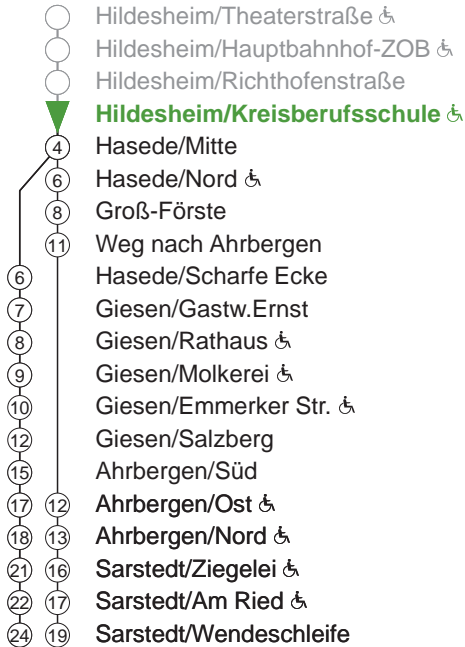 Hildesheim/Theaterstraße
Hildesheim/Hauptbahnhof-ZOB
Hildesheim/Richthofenstraße
Hildesheim/Kreisberufsschule
4 Hasede/Mitte
6 Hasede/Nord
8 Groß-Förste
11 Weg nach Ahrbergen
6 Hasede/Scharfe Ecke
7 Giesen/Gastw.Ernst
8 Giesen/Rathaus
9 Giesen/Molkerei
10 Giesen/Emmerker Str.
12 Giesen/Salzberg
15 Ahrbergen/Süd
17 12 Ahrbergen/Ost
18 13 Ahrbergen/Nord
21 16 Sarstedt/Ziegelei
22 17 Sarstedt/Am Ried
24 19 Sarstedt/Wendeschleife